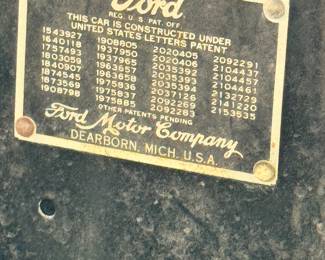 Ford
REG. U. S. PAT. OFF
THIS CAR IS CONSTRUCTED UNDER
UNITED STATES LETTERS PATENT
1543927 1908805 2020405 2092291
1640118 1937950 2020406 2104437
1757493 1937965 2035392 2104457
1803059 1963657 2035393 2104461
1840907 1963658 2035394 2132729
1874545 1975836 2037126 2141220
1873569 1975837 2092269 2153535
1908798 1975885 2092283
OTHER PATENTS PENDING
Ford Motor Company
DEARBORN, MICH. U.S.A.